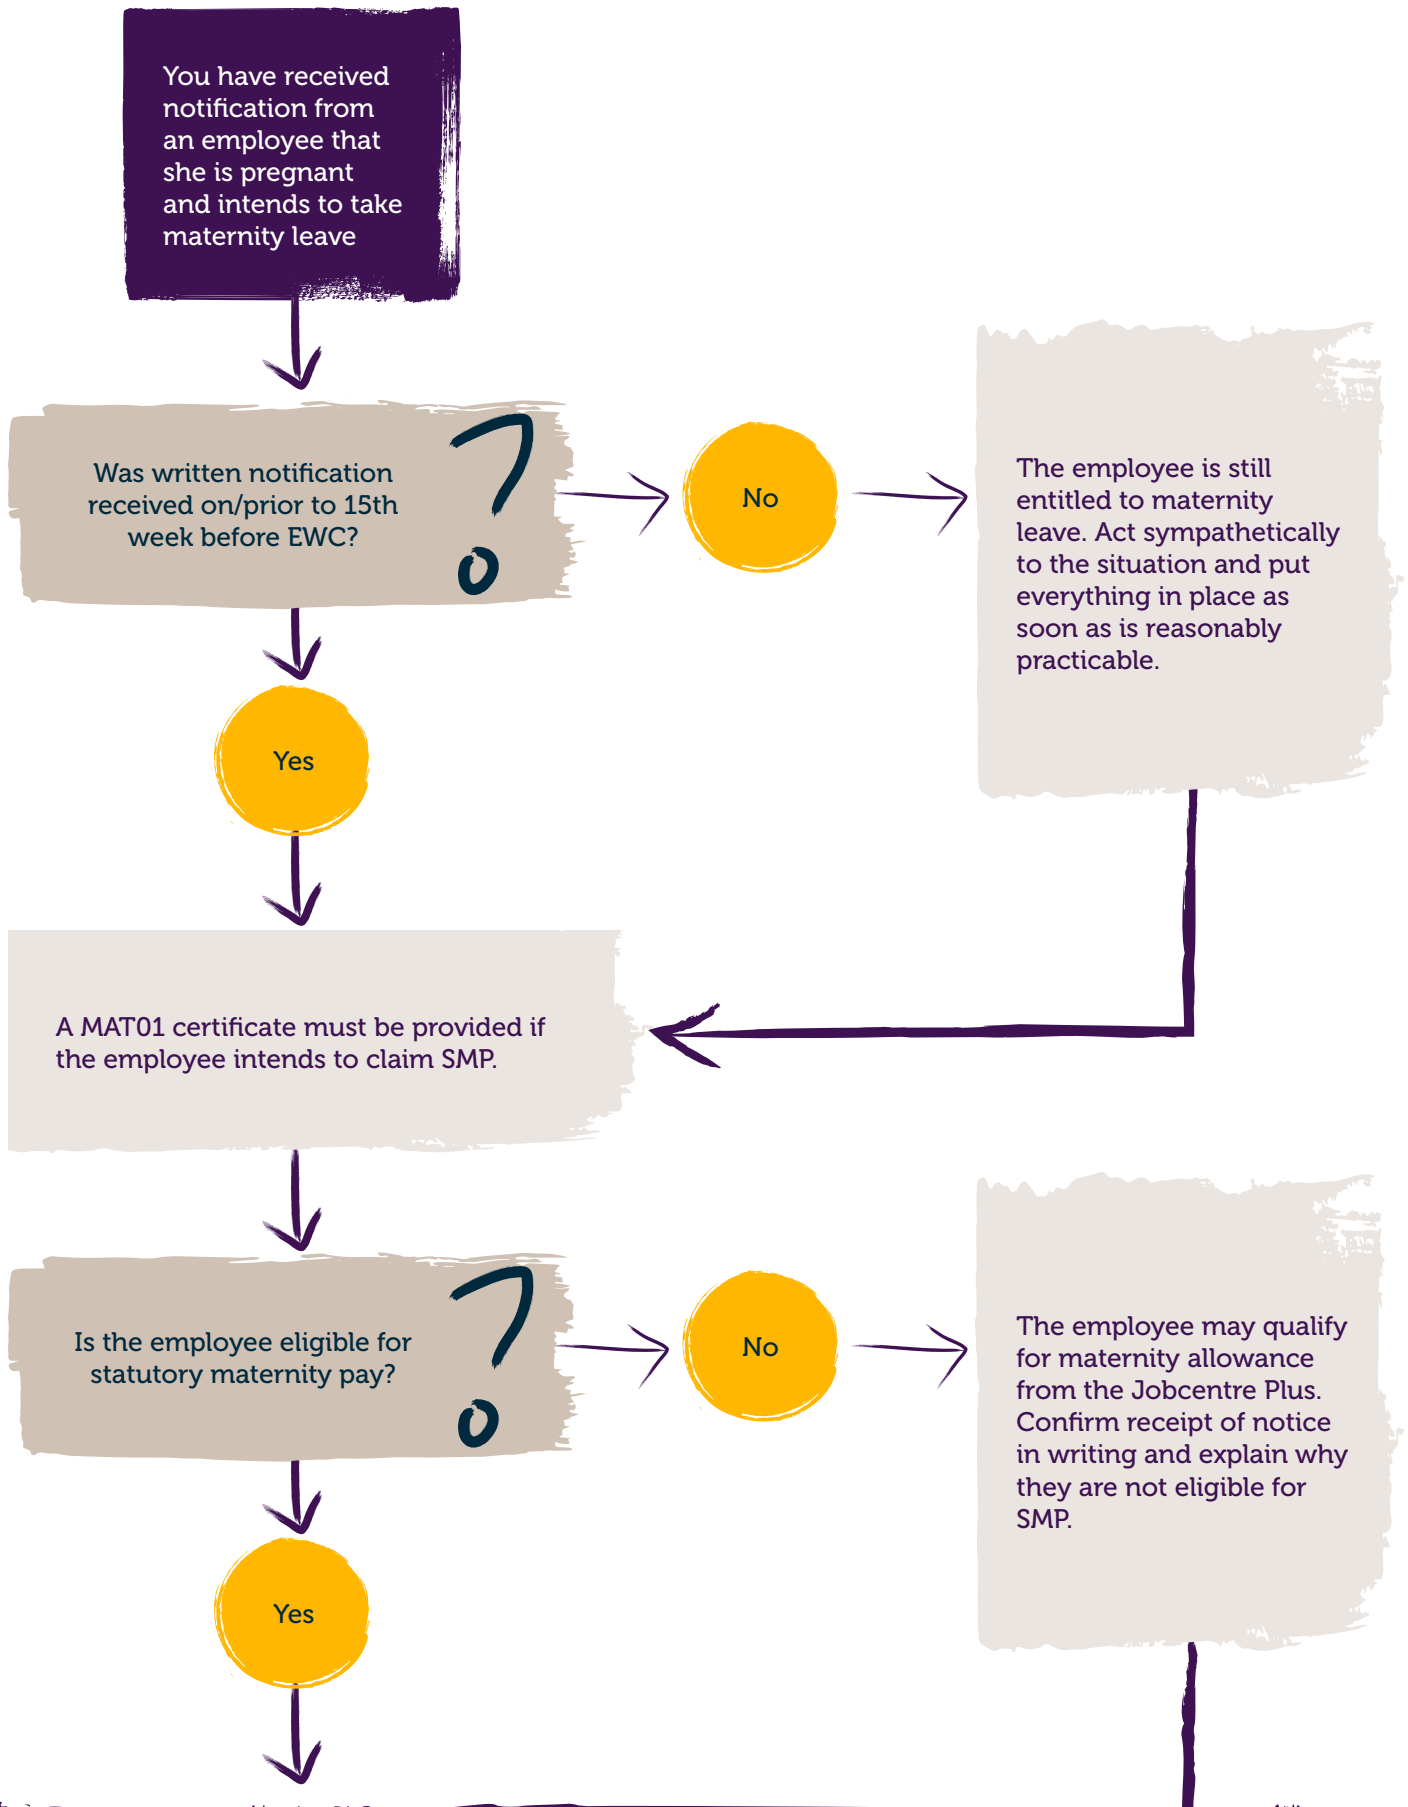 You have received
notification from
an employee that
she is pregnant
and intends to take
maternity leave
Was written notification
received on/prior to 15th
week before EWC?
No
The employee is still
entitled to maternity
leave. Act sympathetically
to the situation and put
everything in place as
soon as is reasonably
practicable.
Yes
A MAT01 certificate must be provided if
the employee intends to claim SMP.
Is the employee eligible for
statutory maternity pay?
No
The employee may qualify
for maternity allowance
from the Jobcentre Plus.
Confirm receipt of notice
in writing and explain why
they are not eligible for
SMP.
Yes